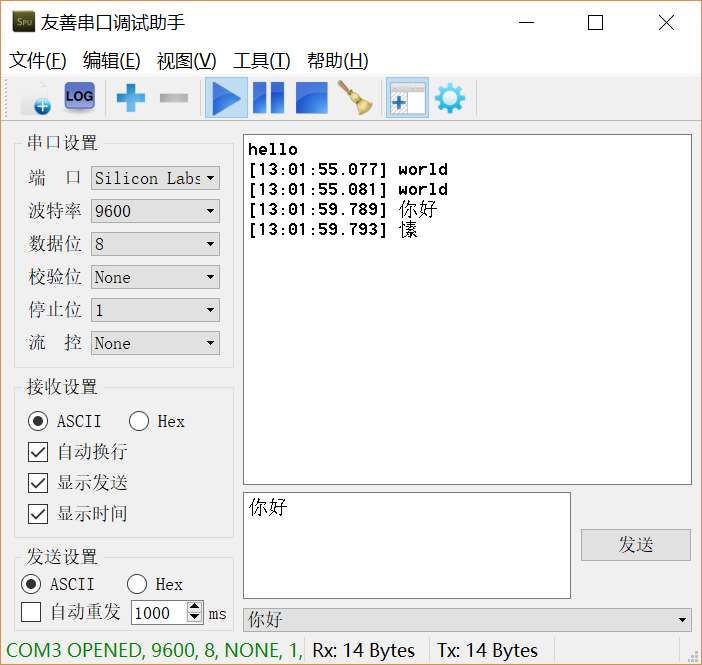 SPU 友善串口调试助手
文件(F) 编辑(E) 视图(V) 工具(T) 帮助(H)
LOG
串口设置
端 口 Silicon Labs
波特率 9600
数据位 8
校验位 None
停止位 1
流 控 None
接收设置
ASCII Hex
自动换行
显示发送
显示时间
发送设置
ASCII Hex
自动重发 1000 ms
hello
[13:01:55.077] world
[13:01:55.081] world
[13:01:59.789] 你好
[13:01:59.793] 愫
你好
发送
你好
COM3 OPENED, 9600, 8, NONE, 1, Rx: 14 Bytes Tx: 14 Bytes